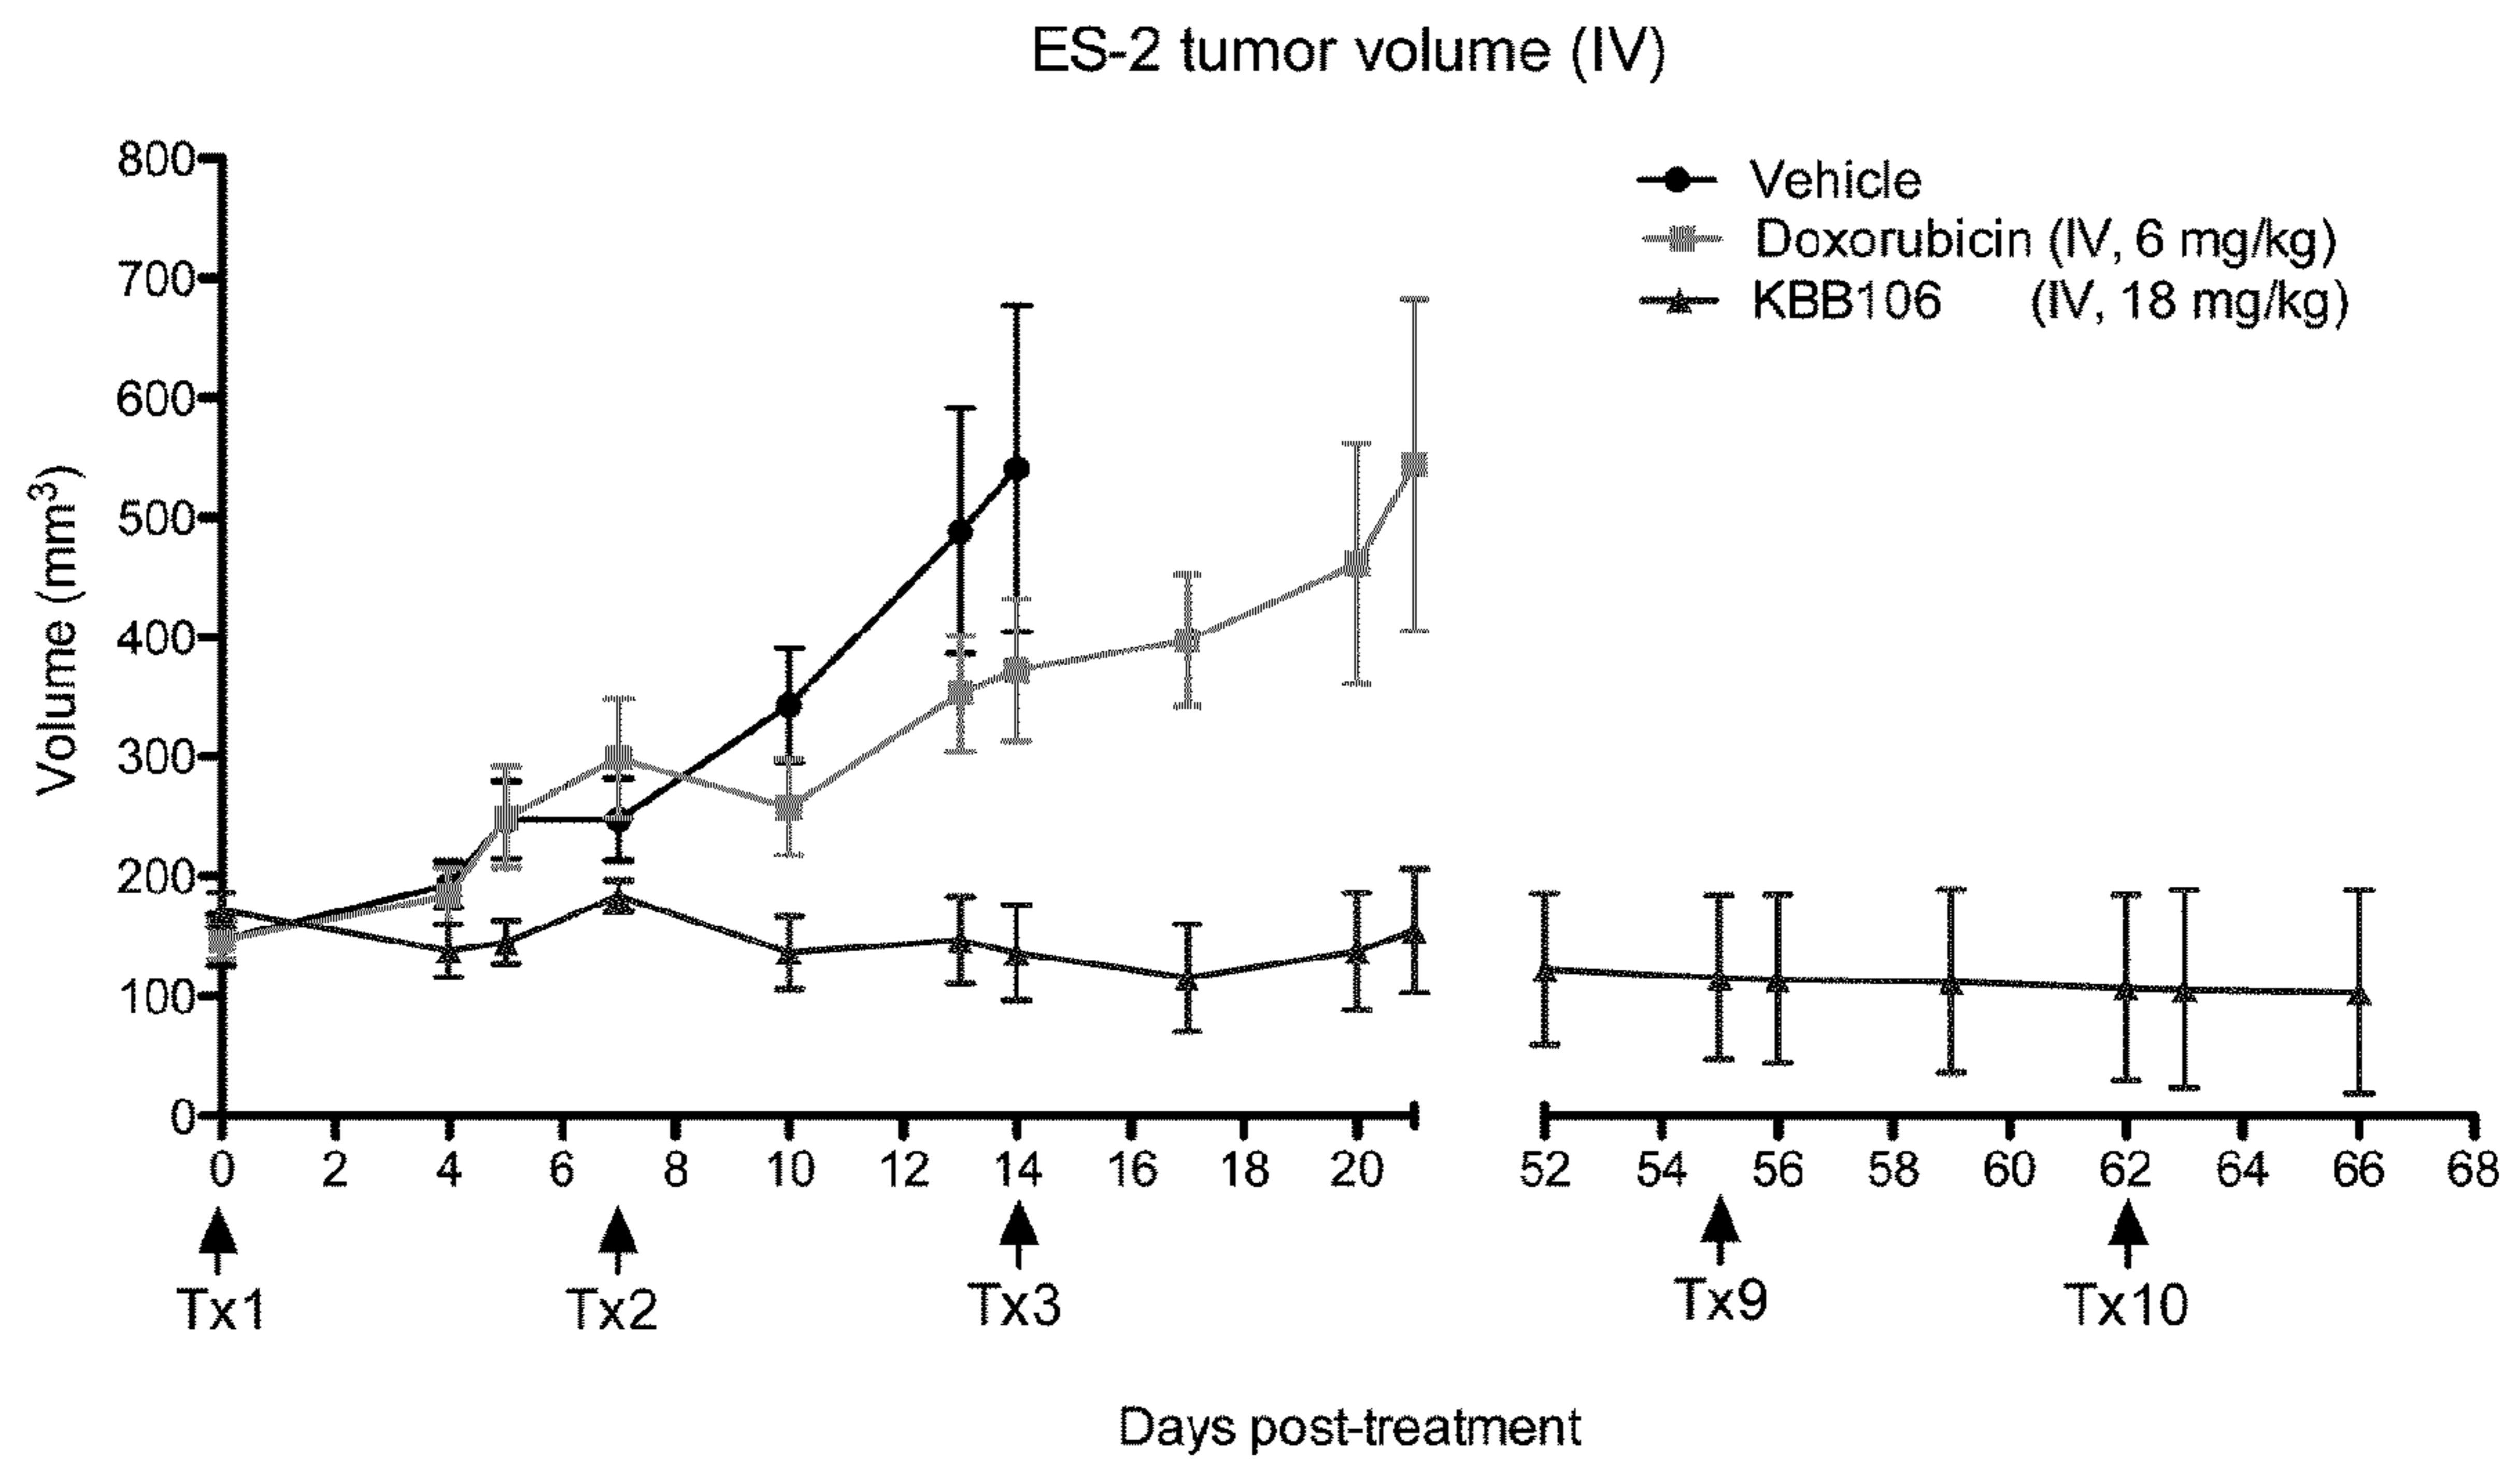 ES-2 tumor volume (IV)
Vehicle
Doxorubicin (IV, 6 mg/kg)
KBB106 (IV, 18 mg/kg)
Volume (mm³)
800
700
600
500
400
300
200
100
0
0 2 4 6 8 10 12 14 16 18 20 52 54 56 58 60 62 64 66 68
Tx1 Tx2 Tx3 Tx9 Tx10
Days post-treatment